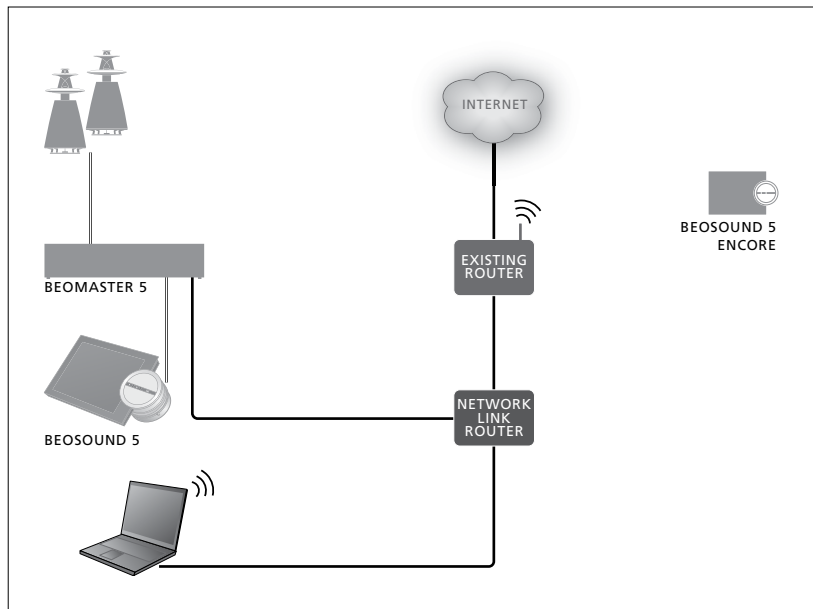 INTERNET
BEOSOUND 5
ENCORE
EXISTING
ROUTER
BEOMASTER 5
NETWORK
LINK
ROUTER
BEOSOUND 5